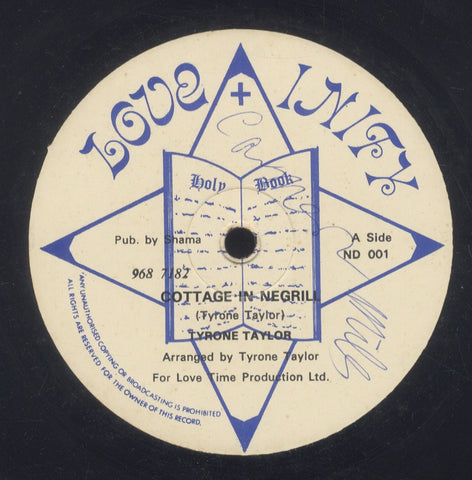 LOVE + INITY
Holy Book
Pub. by Shama
A Side
ND 001
968 7182
COTTAGE IN NEGRILL
(Tyrone Taylor)
TYRONE TAYLOR
Arranged by Tyrone Taylor
For Love Time Production Ltd.
"ANY UNAUTHORISED COPYING OR BROADCASTING IS PROHIBITED
ALL RIGHTS ARE RESERVED FOR THE OWNER OF THIS RECORD,